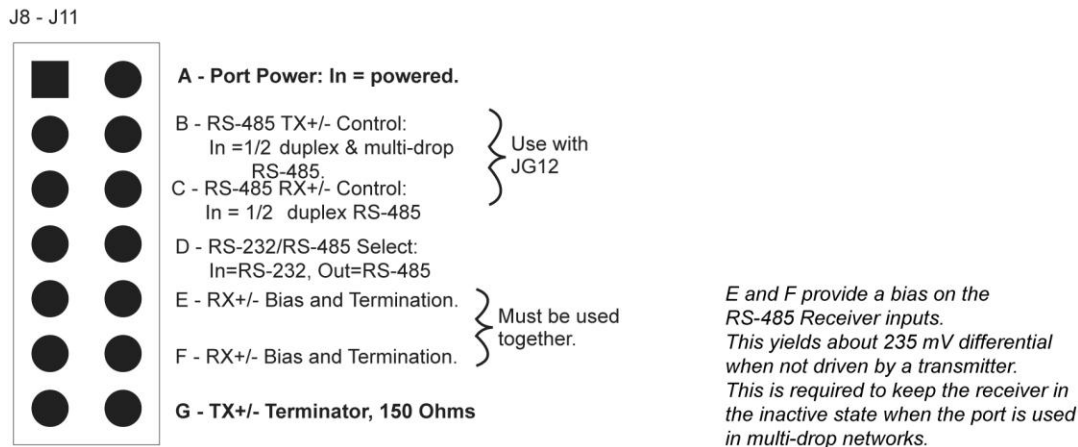 J8 - J11
A - Port Power: In = powered.
B - RS-485 TX+/- Control:
In =1/2 duplex & multi-drop
RS-485.
C - RS-485 RX+/- Control:
In = 1/2 duplex RS-485
Use with
JG12
D - RS-232/RS-485 Select:
In=RS-232, Out=RS-485
E - RX+/- Bias and Termination.
F - RX+/- Bias and Termination.
Must be used
together.
G - TX+/- Terminator, 150 Ohms
E and F provide a bias on the
RS-485 Receiver inputs.
This yields about 235 mV differential
when not driven by a transmitter.
This is required to keep the receiver in
the inactive state when the port is used
in multi-drop networks.